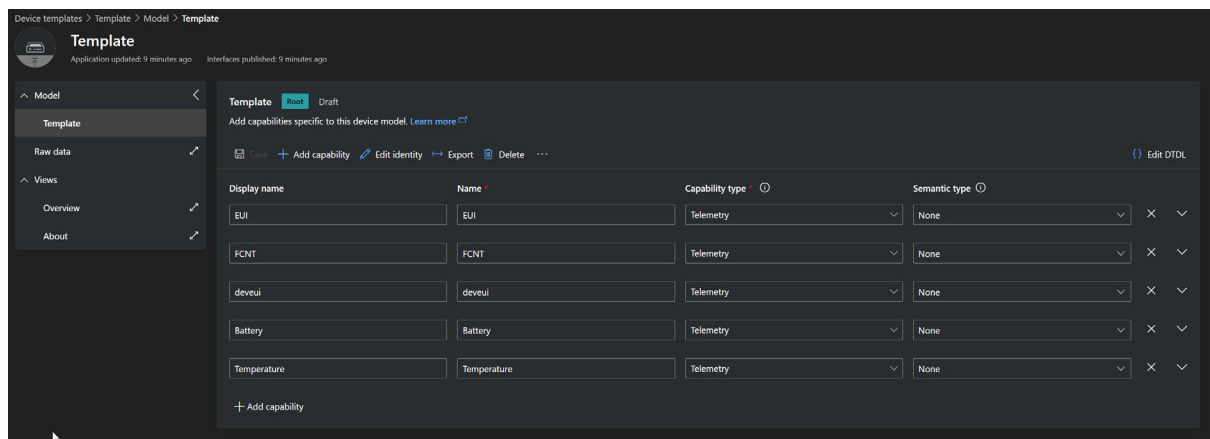 Device templates > Template > Model > Template
Template
Application updated: 9 minutes ago Interfaces published: 9 minutes ago
Model
Template
Raw data
Views
Overview
About
Template Root Draft
Add capabilities specific to this device model. Learn more
Save + Add capability Edit identity Export Delete ··· {} Edit DTDL
Display name Name * Capability type * Semantic type
EUI EUI Telemetry None
FCNT FCNT Telemetry None
deveui deveui Telemetry None
Battery Battery Telemetry None
Temperature Temperature Telemetry None
+ Add capability